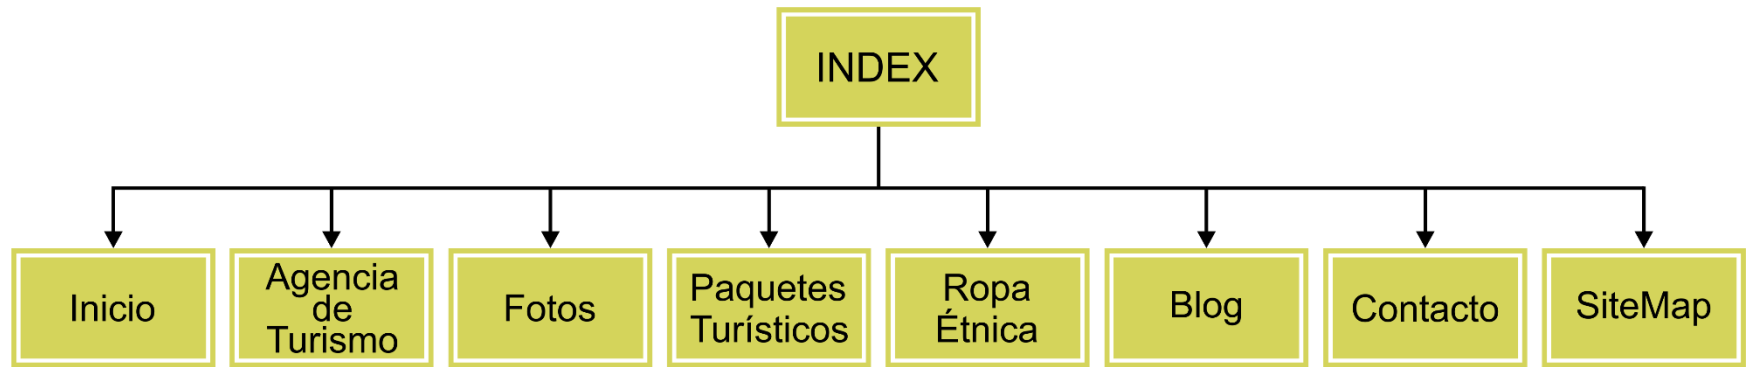 INDEX
Inicio
Agencia
de
Turismo
Fotos
Paquetes
Turísticos
Ropa
Étnica
Blog
Contacto
SiteMap